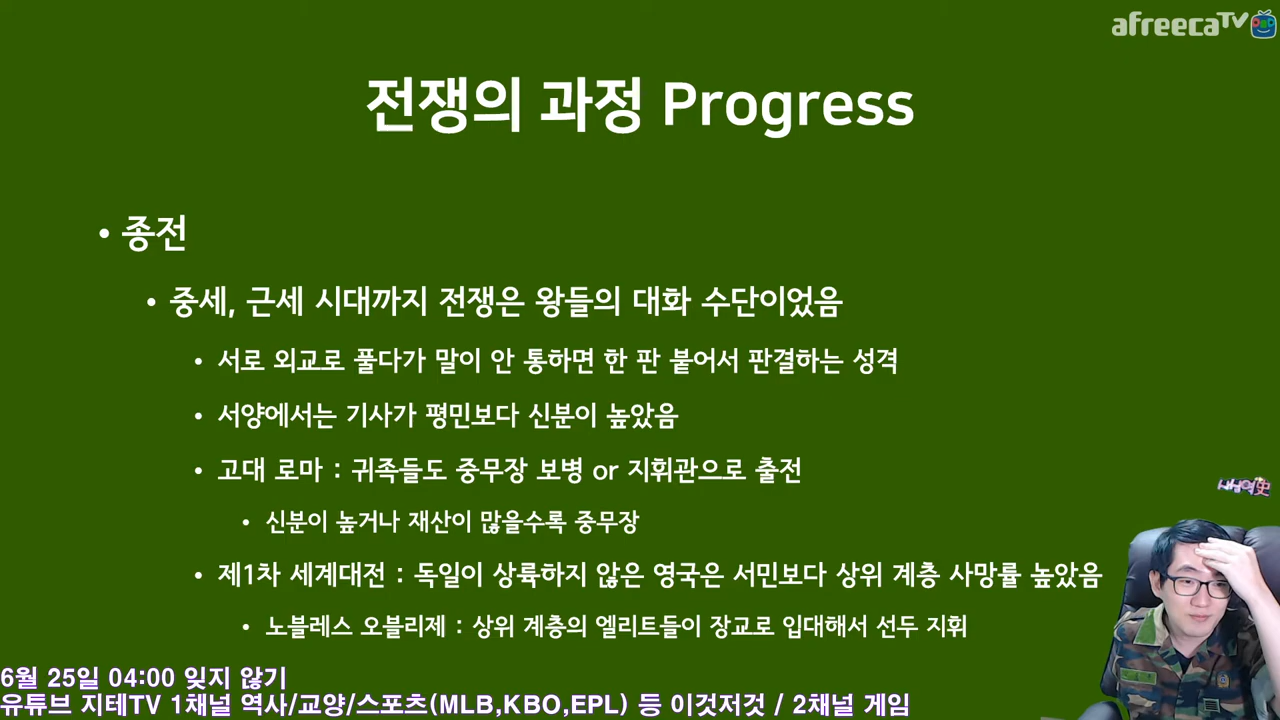 afreecaTV
전쟁의 과정 Progress
• 종전
• 중세, 근세 시대까지 전쟁은 왕들의 대화 수단이었음
• 서로 외교로 풀다가 말이 안 통하면 한 판 붙어서 판결하는 성격
• 서양에서는 기사가 평민보다 신분이 높았음
• 고대 로마 : 귀족들도 중무장 보병 or 지휘관으로 출전
• 신분이 높거나 재산이 많을수록 중무장
• 제1차 세계대전 : 독일이 상륙하지 않은 영국은 서민보다 상위 계층 사망률 높았음
• 노블레스 오블리제 : 상위 계층의 엘리트들이 장교로 입대해서 선두 지휘
6월 25일 04:00 잊지 않기
유튜브 지테TV 1채널 역사/교양/스포츠(MLB,KBO,EPL) 등 이것저것 / 2채널 게임